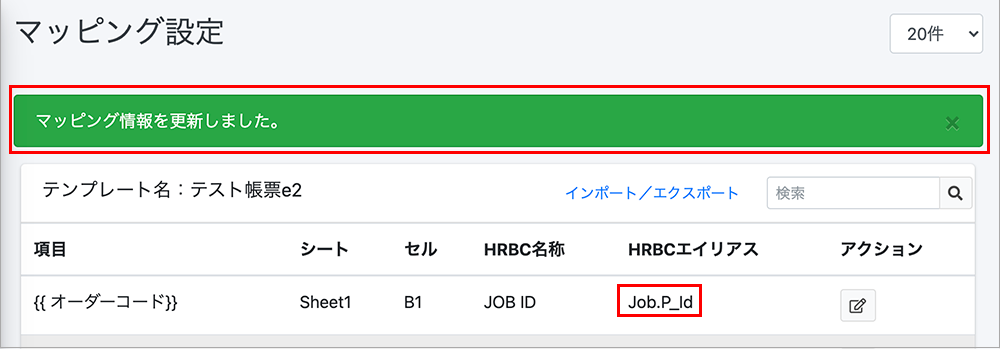 マッピング設定
20件
マッピング情報を更新しました。
×
テンプレート名：テスト帳票e2
インポート／エクスポート
検索
項目 シート セル HRBC名称 HRBCエイリアス アクション
{{ オーダーコード}} Sheet1 B1 JOB ID Job.P_Id